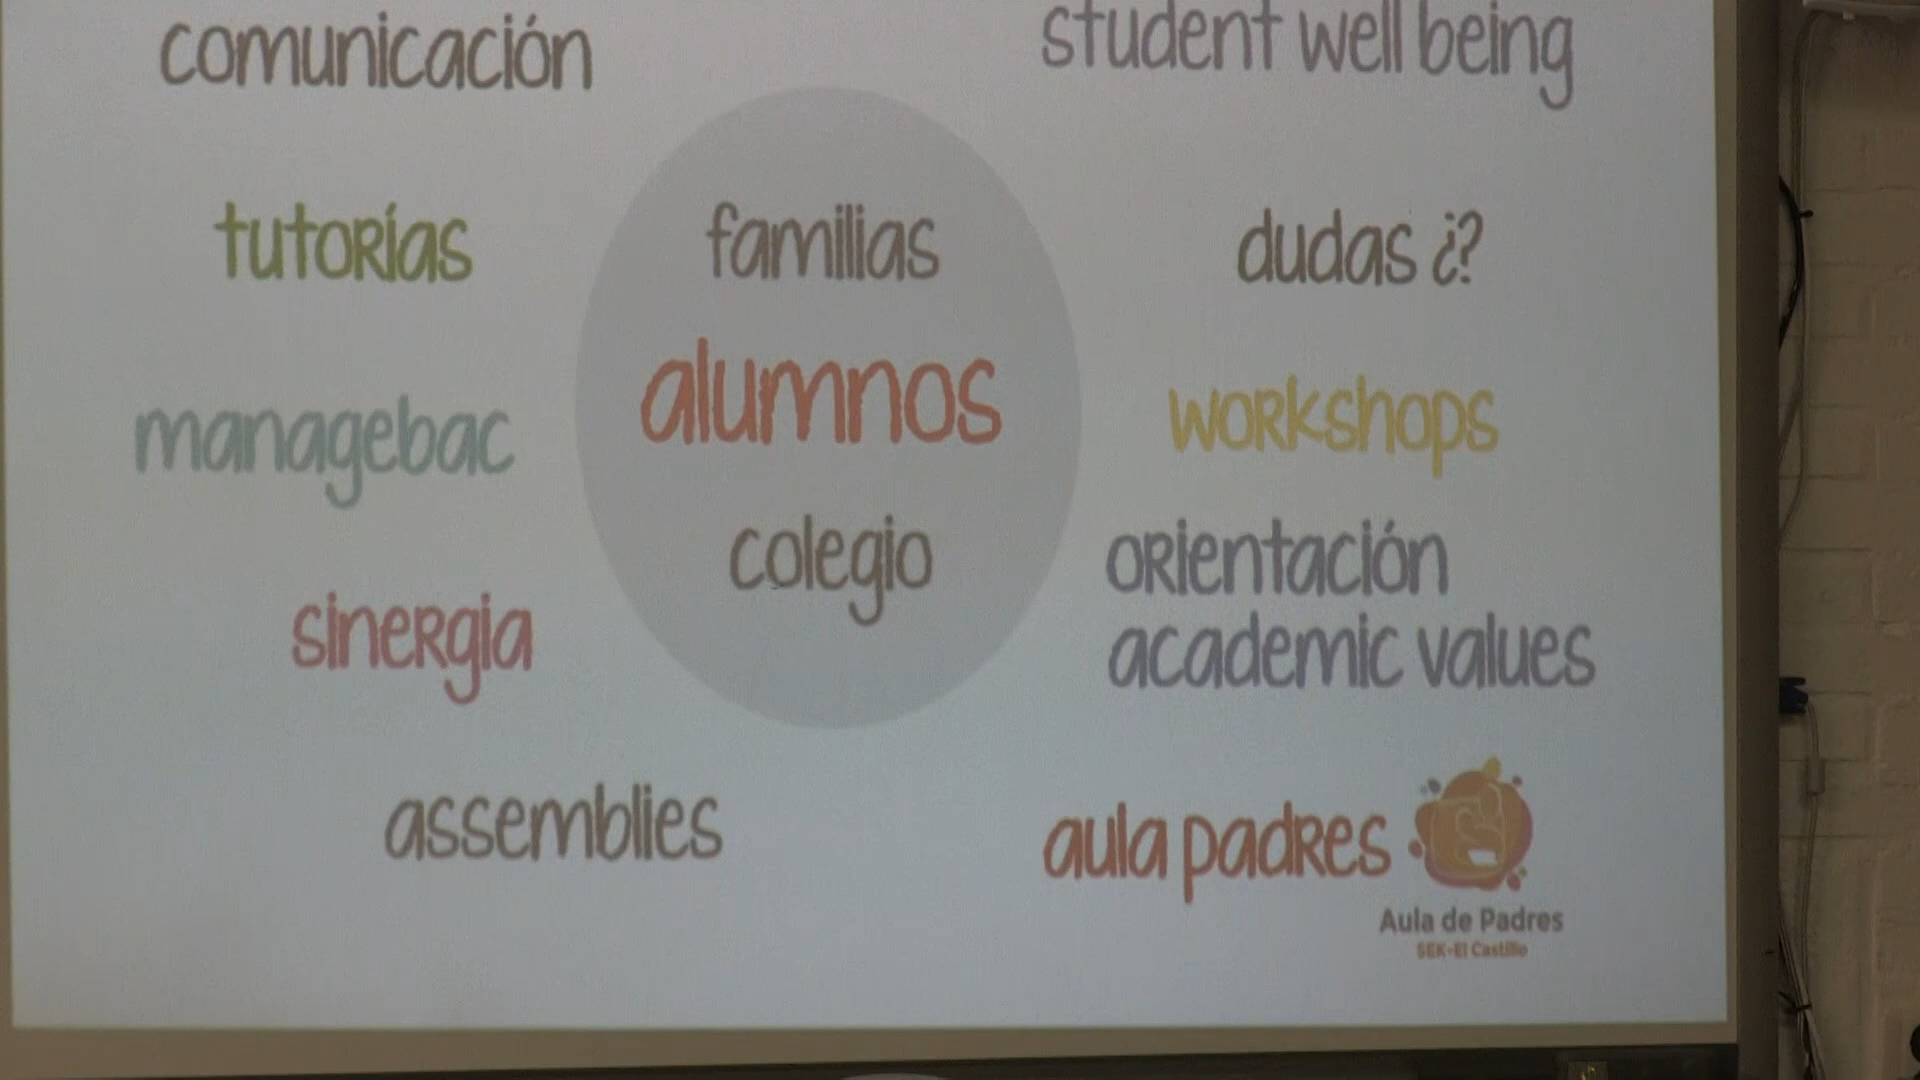 comunicación
student well being
tutorías
familias
dudas ¿?
alumnos
managebac
workshops
colegio
orientación
academic values
sinergia
assemblies
aula padres
Aula de Padres
SEK-El Castillo